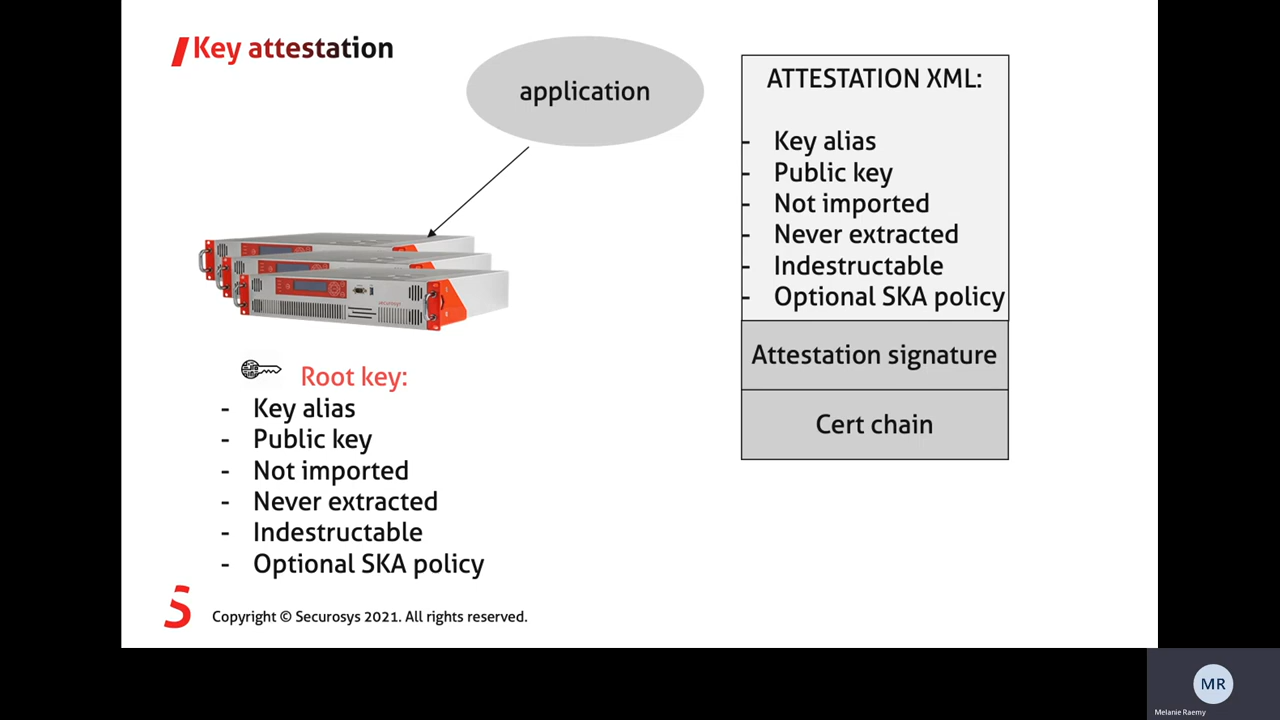 Key attestation
application
ATTESTATION XML:
- Key alias
- Public key
- Not imported
- Never extracted
- Indestructable
- Optional SKA policy
Attestation signature
Cert chain
securosys
Root key:
- Key alias
- Public key
- Not imported
- Never extracted
- Indestructable
- Optional SKA policy
Copyright © Securosys 2021. All rights reserved.
MR
Melanie Raemy